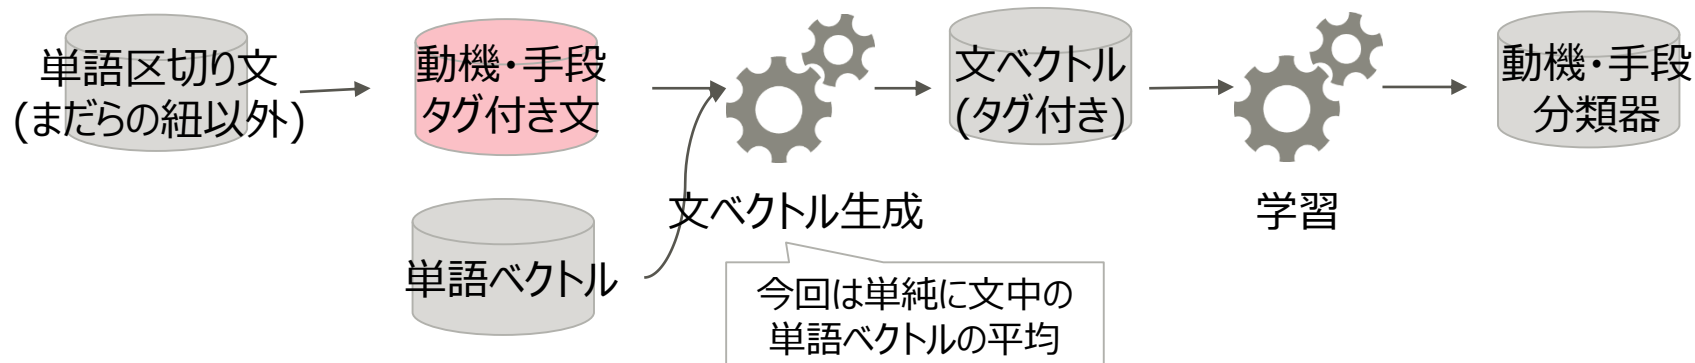 単語区切り文
(まだらの紐以外)
動機・手段
タグ付き文
単語ベクトル
文ベクトル生成
今回は単純に文中の
単語ベクトルの平均
文ベクトル
(タグ付き)
学習
動機・手段
分類器